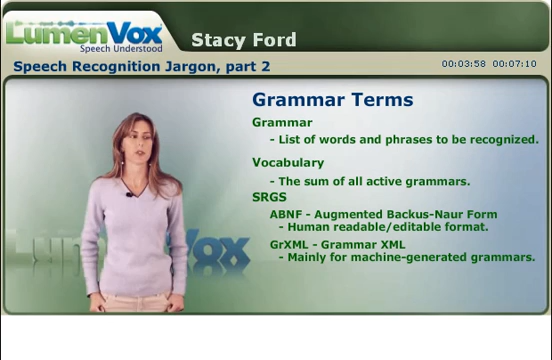 LumenVox
Speech Understood
Stacy Ford
Speech Recognition Jargon, part 2
00:03:58 00:07:10
Grammar Terms
Grammar
- List of words and phrases to be recognized.
Vocabulary
- The sum of all active grammars.
SRGS
ABNF - Augmented Backus-Naur Form
- Human readable/editable format.
GrXML - Grammar XML
- Mainly for machine-generated grammars.
LumenVox